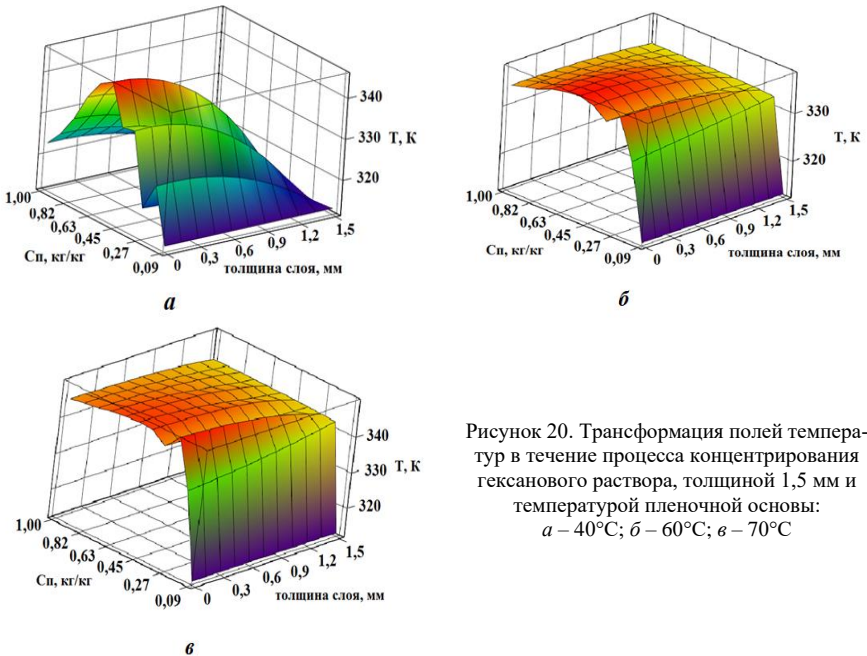 340
330
Т, К
320
1,00
0,82
0,63
0,45
0,27
0,09
Сп, кг/кг
0
0,3
0,6
0,9
1,2
1,5
толщина слоя, мм
а
330
Т, К
320
1,00
0,82
0,63
0,45
0,27
0,09
Сп, кг/кг
0
0,3
0,6
0,9
1,2
1,5
толщина слоя, мм
б
340
330
Т, К
320
1,00
0,82
0,63
0,45
0,27
0,09
Сп, кг/кг
0
0,3
0,6
0,9
1,2
1,5
толщина слоя, мм
в
Рисунок 20. Трансформация полей темпера-
тур в течение процесса концентрирования
гексанового раствора, толщиной 1,5 мм и
температурой пленочной основы:
а – 40°С; б – 60°С; в – 70°С